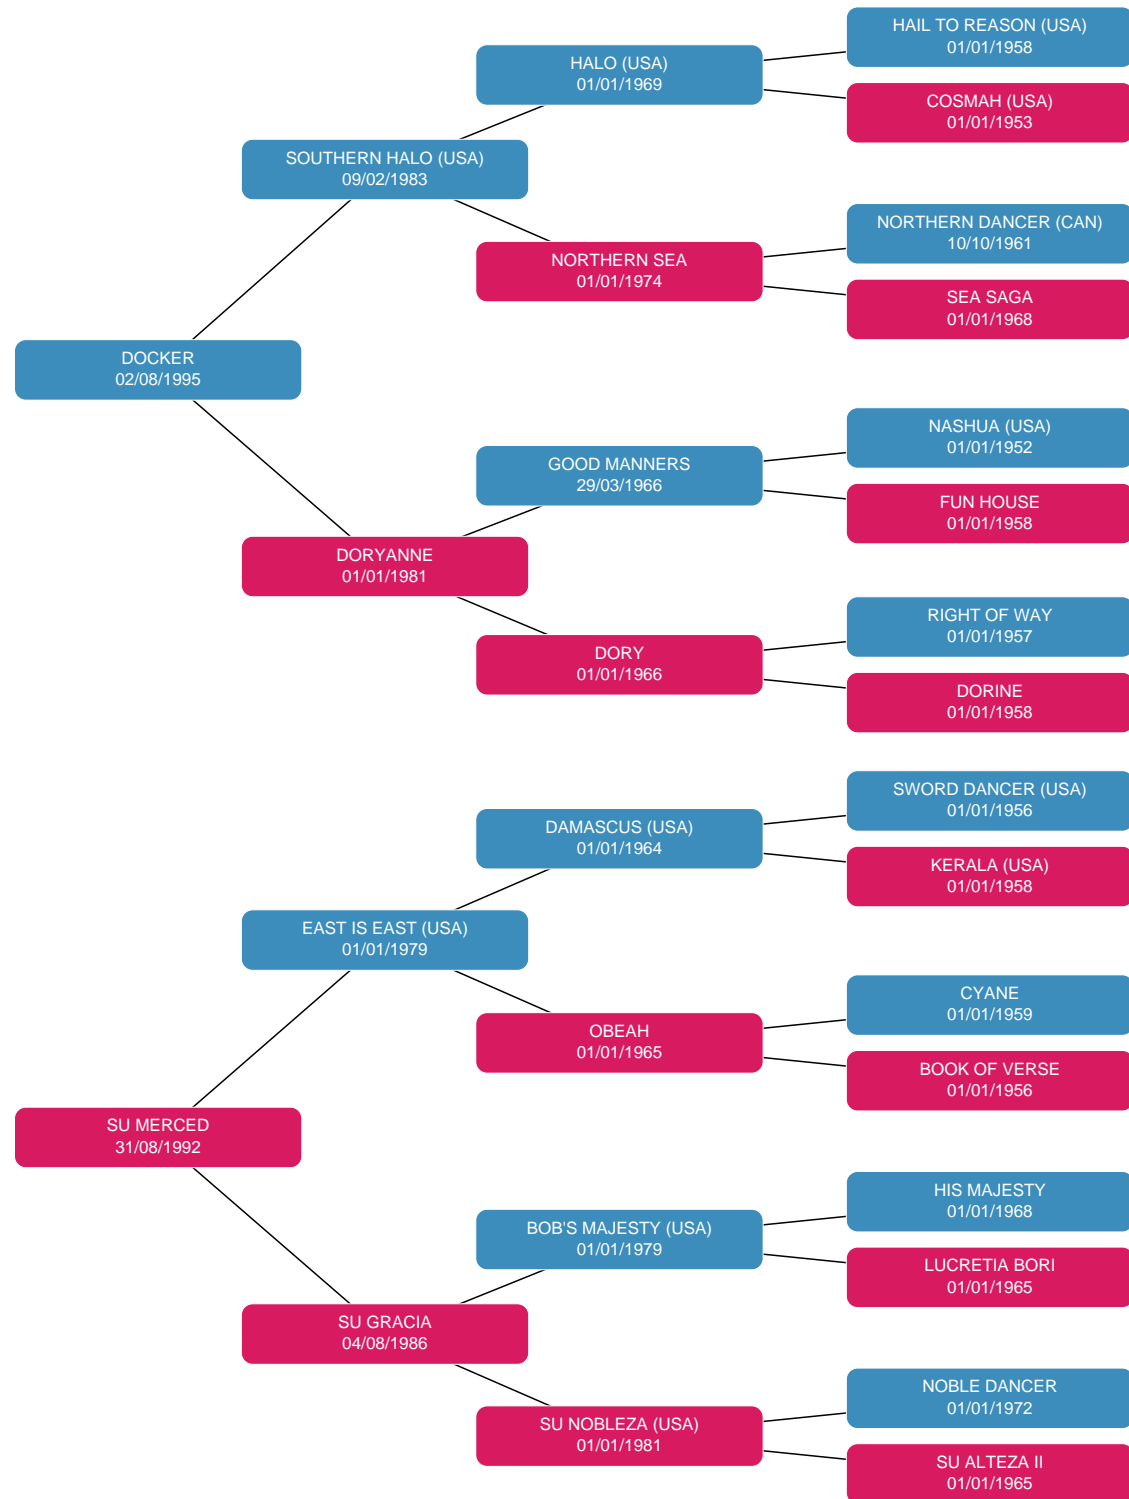 HAIL TO REASON (USA)
01/01/1958
HALO (USA)
01/01/1969
COSMAH (USA)
01/01/1953
SOUTHERN HALO (USA)
09/02/1983
NORTHERN DANCER (CAN)
10/10/1961
NORTHERN SEA
01/01/1974
SEA SAGA
01/01/1968
DOCKER
02/08/1995
NASHUA (USA)
01/01/1952
GOOD MANNERS
29/03/1966
FUN HOUSE
01/01/1958
DORYANNE
01/01/1981
RIGHT OF WAY
01/01/1957
DORY
01/01/1966
DORINE
01/01/1958
SWORD DANCER (USA)
01/01/1956
DAMASCUS (USA)
01/01/1964
KERALA (USA)
01/01/1958
EAST IS EAST (USA)
01/01/1979
CYANE
01/01/1959
OBEAH
01/01/1965
BOOK OF VERSE
01/01/1956
SU MERCED
31/08/1992
HIS MAJESTY
01/01/1968
BOB'S MAJESTY (USA)
01/01/1979
LUCRETIA BORI
01/01/1965
SU GRACIA
04/08/1986
NOBLE DANCER
01/01/1972
SU NOBLEZA (USA)
01/01/1981
SU ALTEZA II
01/01/1965